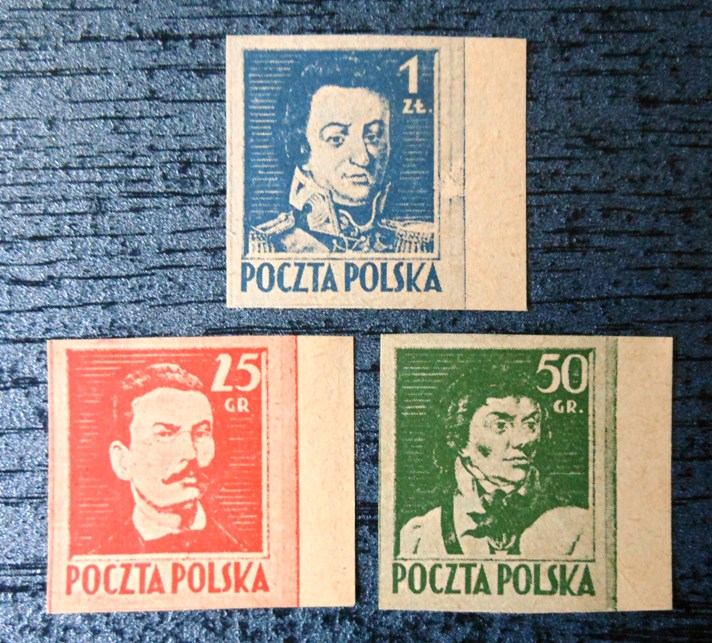 1
ZŁ.
POCZTA POLSKA
25
GR
POCZTA POLSKA
50
GR.
POCZTA POLSKA